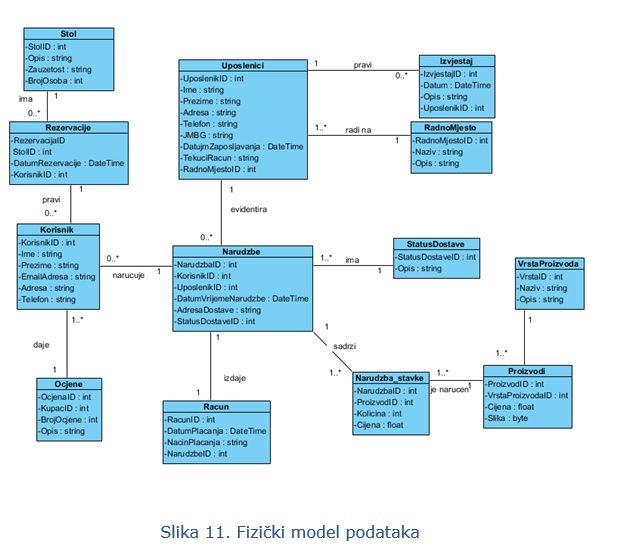 Stol
-StolID : int
-Opis : string
-Zauzetost : string
-BrojOsoba : int
1
ima
0..*
Rezervacije
-RezervacijaID
StolID : int
-DatumRezervacije : DateTime
-KorisnikID : int
1
pravi
0..*
Korisnik
-KorisnikID : int
-Ime : string
-Prezime : string
-EmailAdresa : string
-Adresa : string
-Telefon : string
1..*
daje
1
Ocjene
-OcjenaID : int
-KupacID : int
-BrojOcjene : int
-Opis : string
Uposlenici
-UposlenikID : int
-Ime : string
-Prezime : string
-Adresa : string
-Telefon : string
-JMBG : string
-DatujmZaposljavanja : DateTime
-TekuciRacun : string
-RadnoMjestoID : int
1
pravi
0..*
Izvjestaj
-IzvjestajID : int
-Datum : DateTime
-Opis : string
-UposlenikID : int
1..*
radi na
1
RadnoMjesto
-RadnoMjestoID : int
-Naziv : string
-Opis : string
1
evidentira
0..*
0..*
narucuje
1
Narudzbe
-NarudzbaID : int
-KorisnikID : int
-UposlenikID : int
-DatumVrijemeNarudzbe : DateTime
-AdresaDostave : string
-StatusDostaveID : int
1..*
ima
1
StatusDostave
-StatusDostaveID : int
-Opis : string
VrstaProizvoda
-VrstaID : int
-Naziv : string
-Opis : string
1
1..*
1
izdaje
1
Racun
-RacunID : int
-DatumPlacanja : DateTime
-NacinPlacanja : string
-NarudzbeID : int
1
sadrzi
1..*
Narudzba_stavke
-NarudzbaID : int
-ProizvodID : int
-Kolicina : int
-Cijena : float
1..*
je narucen
1
Proizvodi
-ProizvodID : int
-VrstaProizvodaID : int
-Cijena : float
-Slika : byte
Slika 11. Fizički model podataka